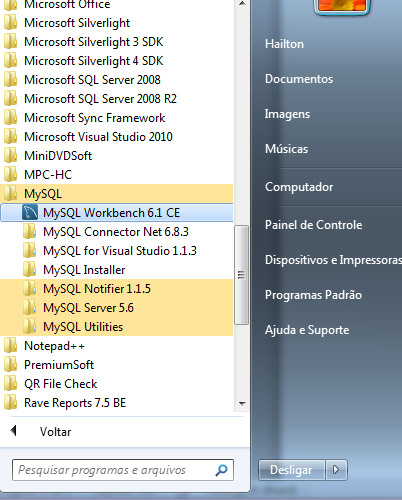 Microsoft Office
Microsoft Silverlight
Microsoft Silverlight 3 SDK
Microsoft Silverlight 4 SDK
Microsoft SQL Server 2008
Microsoft SQL Server 2008 R2
Microsoft Sync Framework
Microsoft Visual Studio 2010
MiniDVDSoft
MPC-HC
MySQL
MySQL Workbench 6.1 CE
MySQL Connector Net 6.8.3
MySQL for Visual Studio 1.1.3
MySQL Installer
MySQL Notifier 1.1.5
MySQL Server 5.6
MySQL Utilities
Notepad++
PremiumSoft
QR File Check
Rave Reports 7.5 BE
Voltar
Pesquisar programas e arquivos
Hailton
Documentos
Imagens
Músicas
Computador
Painel de Controle
Dispositivos e Impressoras
Programas Padrão
Ajuda e Suporte
Desligar